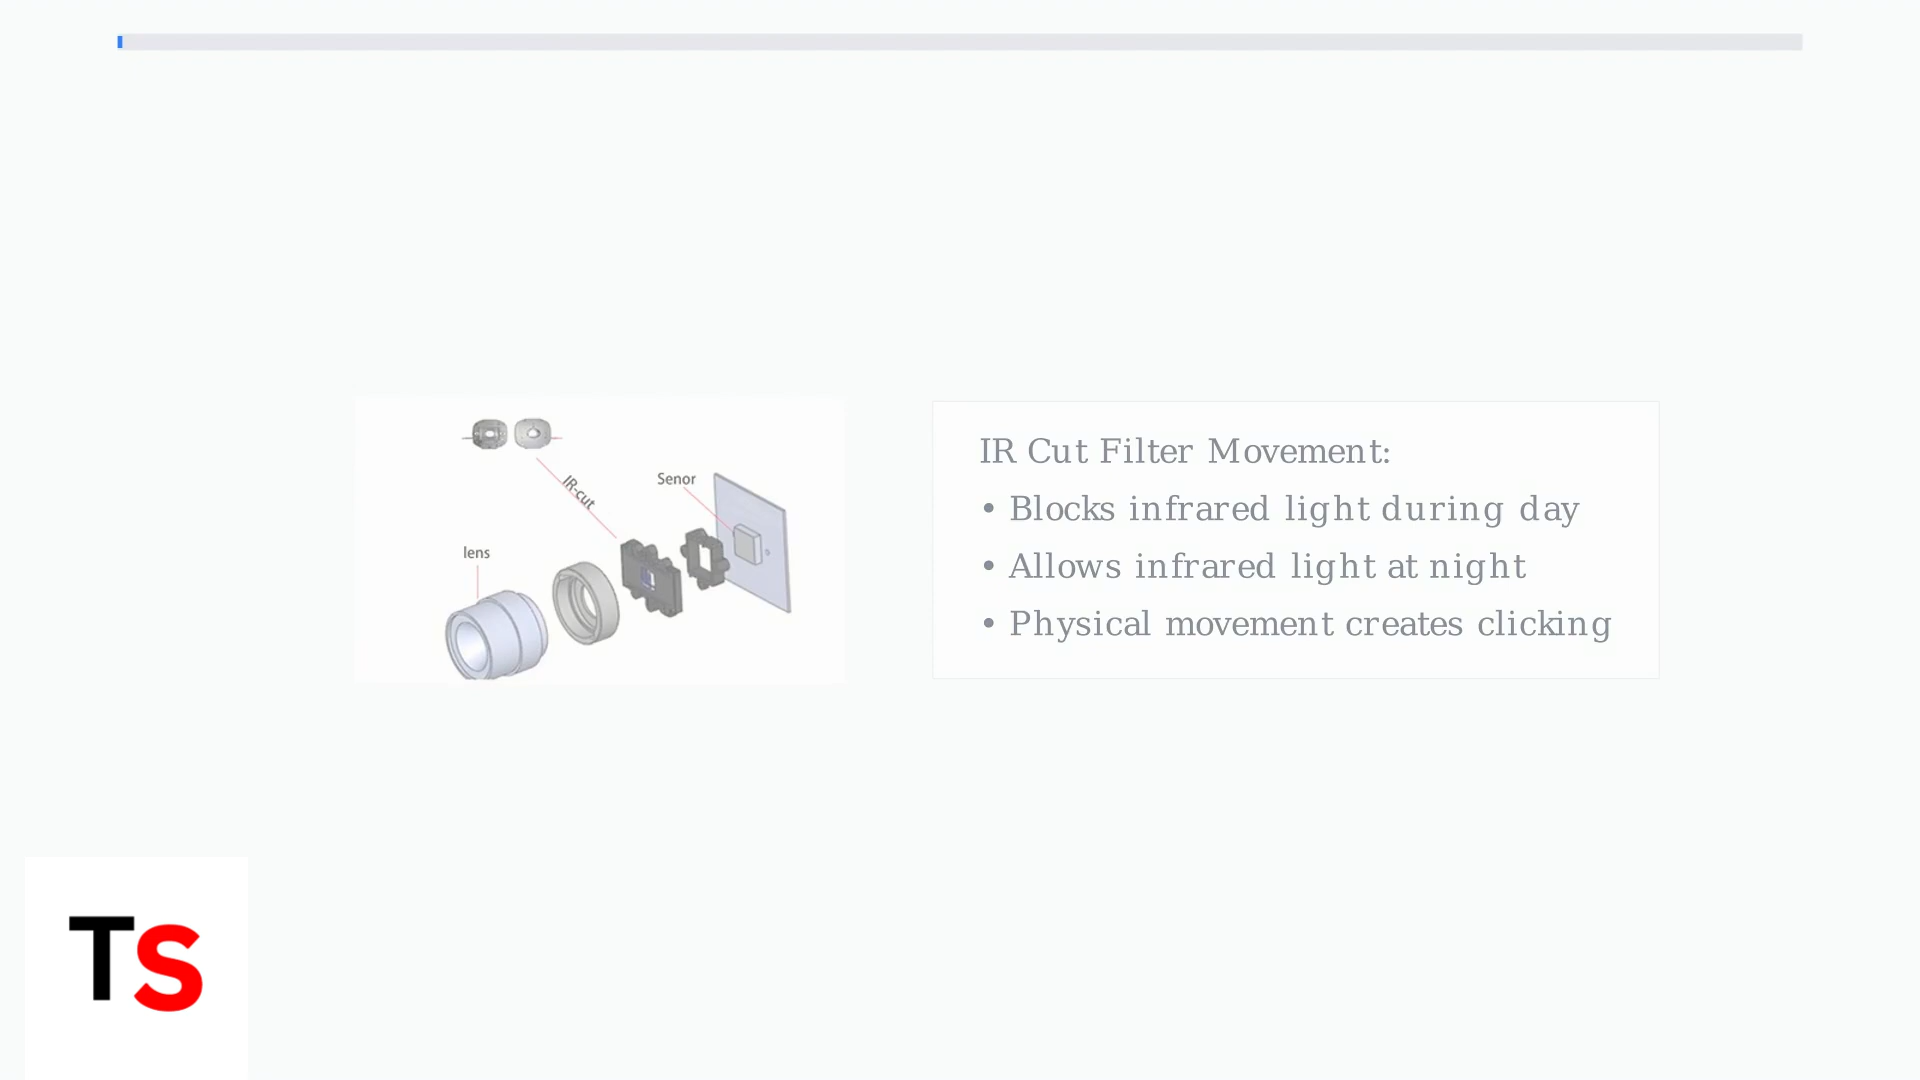 IR-cut
Senor
lens
IR Cut Filter Movement:
• Blocks infrared light during day
• Allows infrared light at night
• Physical movement creates clicking
TS